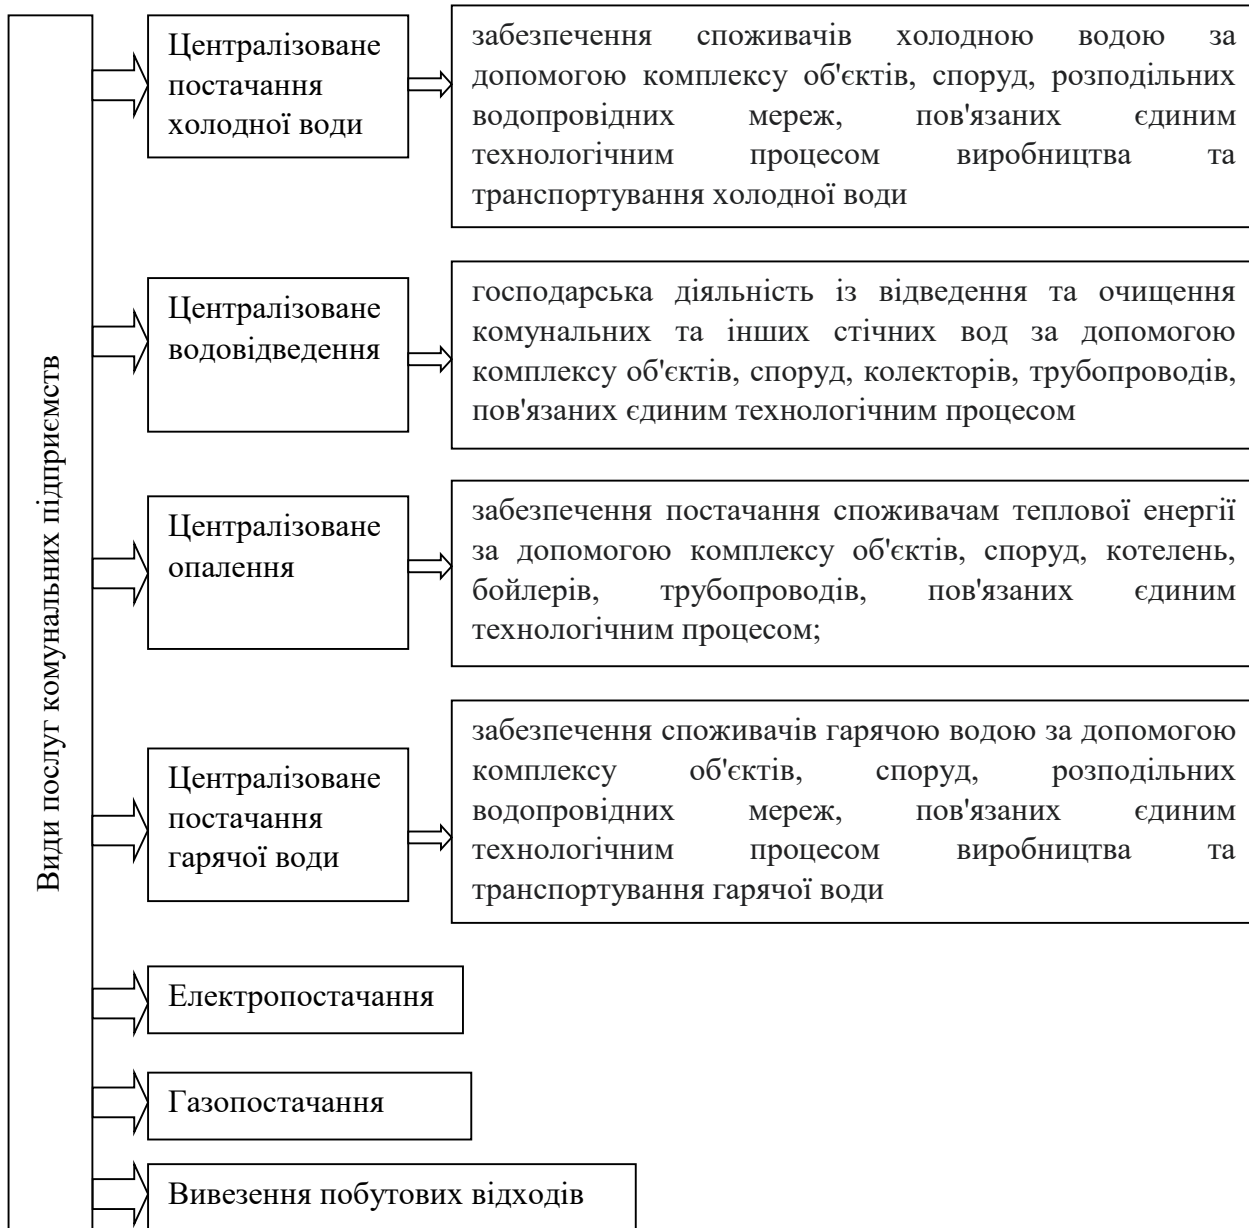 Види послуг комунальних підприємств
Централізоване
постачання
холодної води
забезпечення споживачів холодною водою за
допомогою комплексу об'єктів, споруд, розподільних
водопровідних мереж, пов'язаних єдиним
технологічним процесом виробництва та
транспортування холодної води
Централізоване
водовідведення
господарська діяльність із відведення та очищення
комунальних та інших стічних вод за допомогою
комплексу об'єктів, споруд, колекторів, трубопроводів,
пов'язаних єдиним технологічним процесом
Централізоване
опалення
забезпечення постачання споживачам теплової енергії
за допомогою комплексу об'єктів, споруд, котелень,
бойлерів, трубопроводів, пов'язаних єдиним
технологічним процесом;
Централізоване
постачання
гарячої води
забезпечення споживачів гарячою водою за допомогою
комплексу об'єктів, споруд, розподільних
водопровідних мереж, пов'язаних єдиним
технологічним процесом виробництва та
транспортування гарячої води
Електропостачання
Газопостачання
Вивезення побутових відходів